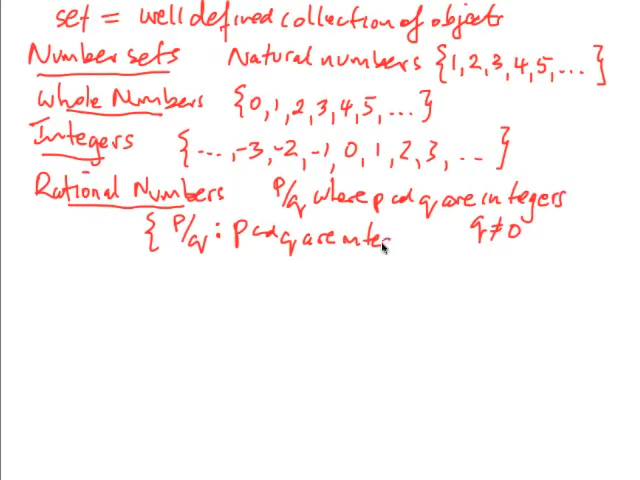 set = well defined collection of objects
Number sets Natural numbers {1, 2, 3, 4, 5, ... }
Whole Numbers {0, 1, 2, 3, 4, 5, ... }
Integers { ... , -3, -2, -1, 0, 1, 2, 3, ... }
Rational Numbers P/q where p and q are integers
{ P/q : p and q are inte q ≠ 0